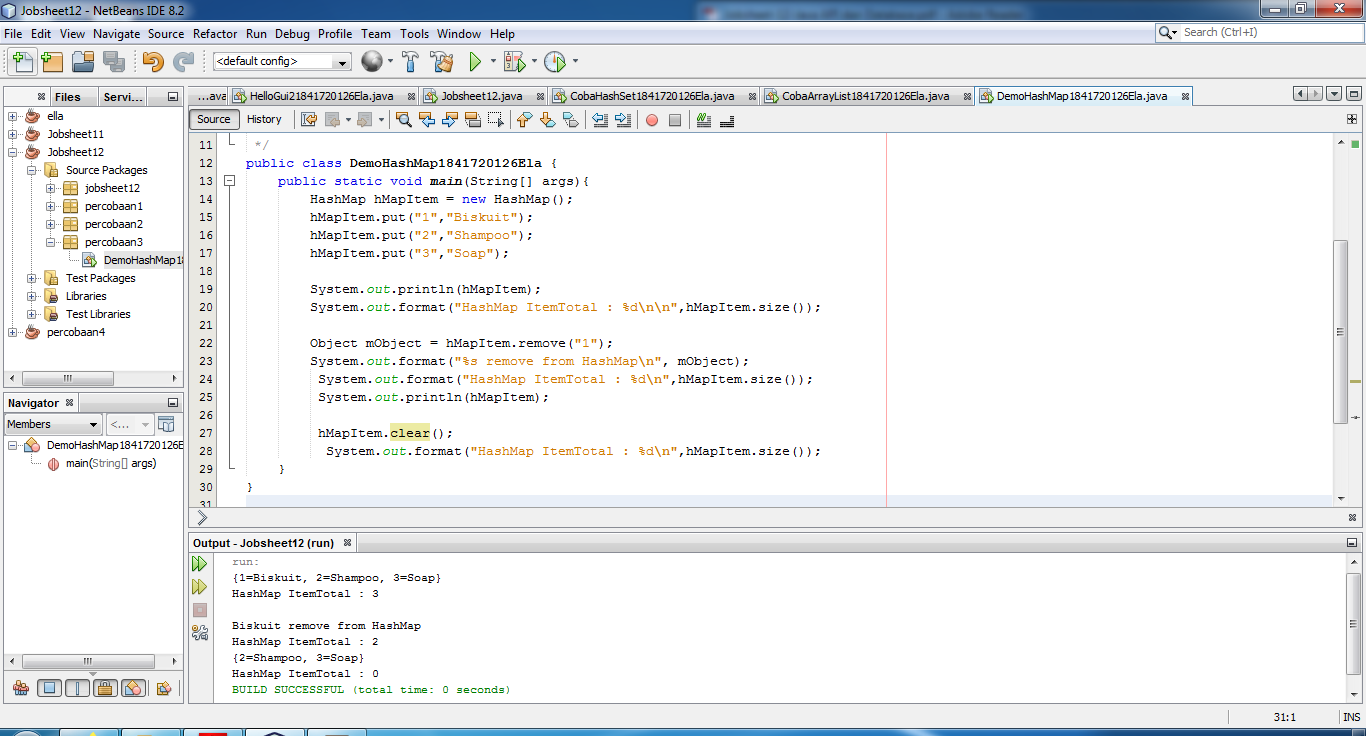 Jobsheet12 - NetBeans IDE 8.2
File Edit View Navigate Source Refactor Run Debug Profile Team Tools Window Help
Search (Ctrl+I)
<default config>
Files Servi...
...ava HelloGui21841720126Ela.java Jobsheet12.java CobaHashSet1841720126Ela.java CobaArrayList1841720126Ela.java DemoHashMap1841720126Ela.java
Source History
ella
Jobsheet11
Jobsheet12
Source Packages
jobsheet12
percobaan1
percobaan2
percobaan3
DemoHashMap18
Test Packages
Libraries
Test Libraries
percobaan4
Navigator
Members <...
DemoHashMap1841720126E
main(String[] args)
11 */
12 public class DemoHashMap1841720126Ela {
13 public static void main(String[] args){
14 HashMap hMapItem = new HashMap();
15 hMapItem.put("1","Biskuit");
16 hMapItem.put("2","Shampoo");
17 hMapItem.put("3","Soap");
18
19 System.out.println(hMapItem);
20 System.out.format("HashMap ItemTotal : %d\n\n",hMapItem.size());
21
22 Object mObject = hMapItem.remove("1");
23 System.out.format("%s remove from HashMap\n", mObject);
24 System.out.format("HashMap ItemTotal : %d\n",hMapItem.size());
25 System.out.println(hMapItem);
26
27 hMapItem.clear();
28 System.out.format("HashMap ItemTotal : %d\n",hMapItem.size());
29 }
30 }
31
Output - Jobsheet12 (run)
run:
{1=Biskuit, 2=Shampoo, 3=Soap}
HashMap ItemTotal : 3
Biskuit remove from HashMap
HashMap ItemTotal : 2
{2=Shampoo, 3=Soap}
HashMap ItemTotal : 0
BUILD SUCCESSFUL (total time: 0 seconds)
31:1 INS